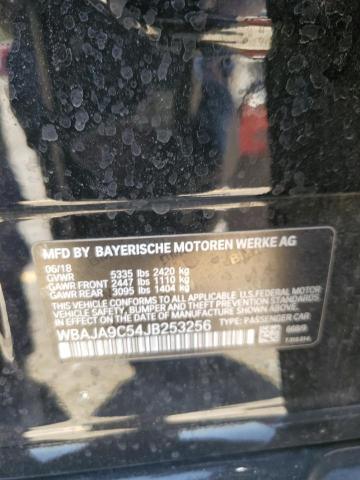 MFD BY BAYERISCHE MOTOREN WERKE AG
06/18
GVWR 5335 lbs 2420 kg
GAWR FRONT 2447 lbs 1110 kg
GAWR REAR 3095 lbs 1404 kg
THIS VEHICLE CONFORMS TO ALL APPLICABLE U.S. FEDERAL MOTOR
VEHICLE SAFETY, BUMPER, AND THEFT PREVENTION STANDARDS
IN EFFECT ON THE DATE OF MANUFACTURE SHOWN ABOVE.
WBAJA9C54JB253256 TYPE: PASSENGER CAR